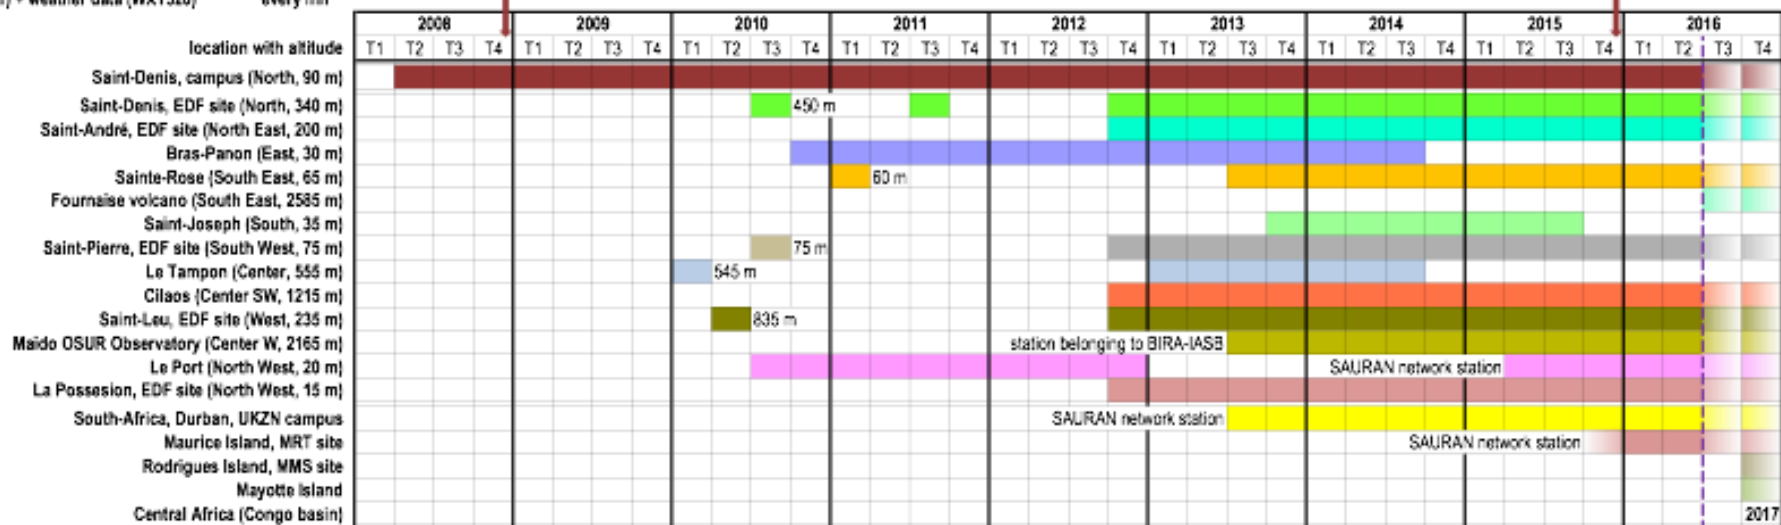 + weather data (WXT520) every mn
2008 2009 2010 2011 2012 2013 2014 2015 2016
location with altitude T1 T2 T3 T4 T1 T2 T3 T4 T1 T2 T3 T4 T1 T2 T3 T4 T1 T2 T3 T4 T1 T2 T3 T4 T1 T2 T3 T4 T1 T2 T3 T4 T1 T2 T3 T4
Saint-Denis, campus (North, 90 m)
Saint-Denis, EDF site (North, 340 m) 450 m
Saint-André, EDF site (North East, 200 m)
Bras-Panon (East, 30 m)
Sainte-Rose (South East, 65 m) 60 m
Fournaise volcano (South East, 2585 m)
Saint-Joseph (South, 35 m)
Saint-Pierre, EDF site (South West, 75 m) 75 m
Le Tampon (Center, 555 m) 545 m
Cilaos (Center SW, 1215 m)
Saint-Leu, EDF site (West, 235 m) 835 m
Maïdo OSUR Observatory (Center W, 2165 m) station belonging to BIRA-IASB
Le Port (North West, 20 m) SAURAN network station
La Possesion, EDF site (North West, 15 m)
South-Africa, Durban, UKZN campus SAURAN network station
Maurice Island, MRT site SAURAN network station
Rodrigues Island, MMS site
Mayotte Island
Central Africa (Congo basin) 2017